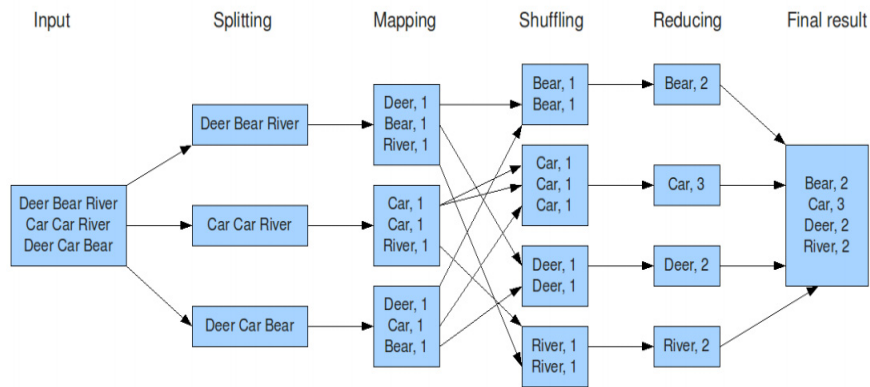 Input
Splitting
Mapping
Shuffling
Reducing
Final result
Deer Bear River
Car Car River
Deer Car Bear
Deer Bear River
Car Car River
Deer Car Bear
Deer, 1
Bear, 1
River, 1
Car, 1
Car, 1
River, 1
Deer, 1
Car, 1
Bear, 1
Bear, 1
Bear, 1
Car, 1
Car, 1
Car, 1
Deer, 1
Deer, 1
River, 1
River, 1
Bear, 2
Car, 3
Deer, 2
River, 2
Bear, 2
Car, 3
Deer, 2
River, 2